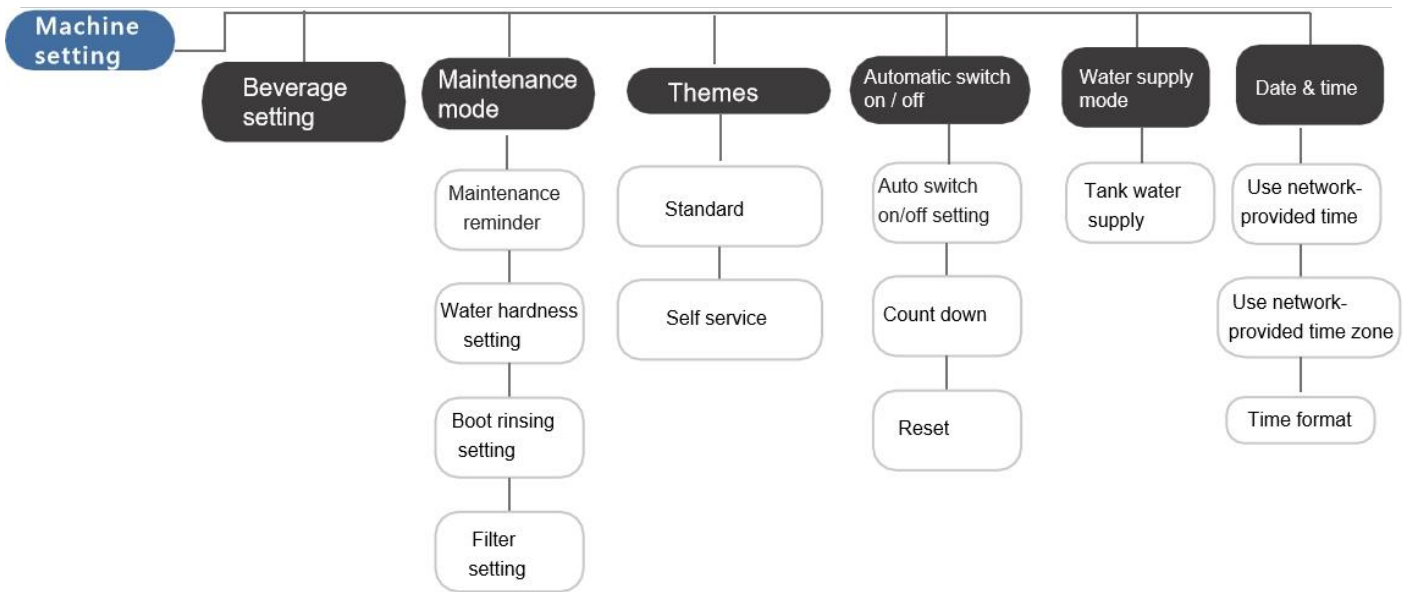 Machine
setting
Beverage
setting
Maintenance
mode
Themes
Automatic switch
on / off
Water supply
mode
Date & time
Maintenance
reminder
Water hardness
setting
Boot rinsing
setting
Filter
setting
Standard
Self service
Auto switch
on/off setting
Count down
Reset
Tank water
supply
Use network-
provided time
Use network-
provided time zone
Time format